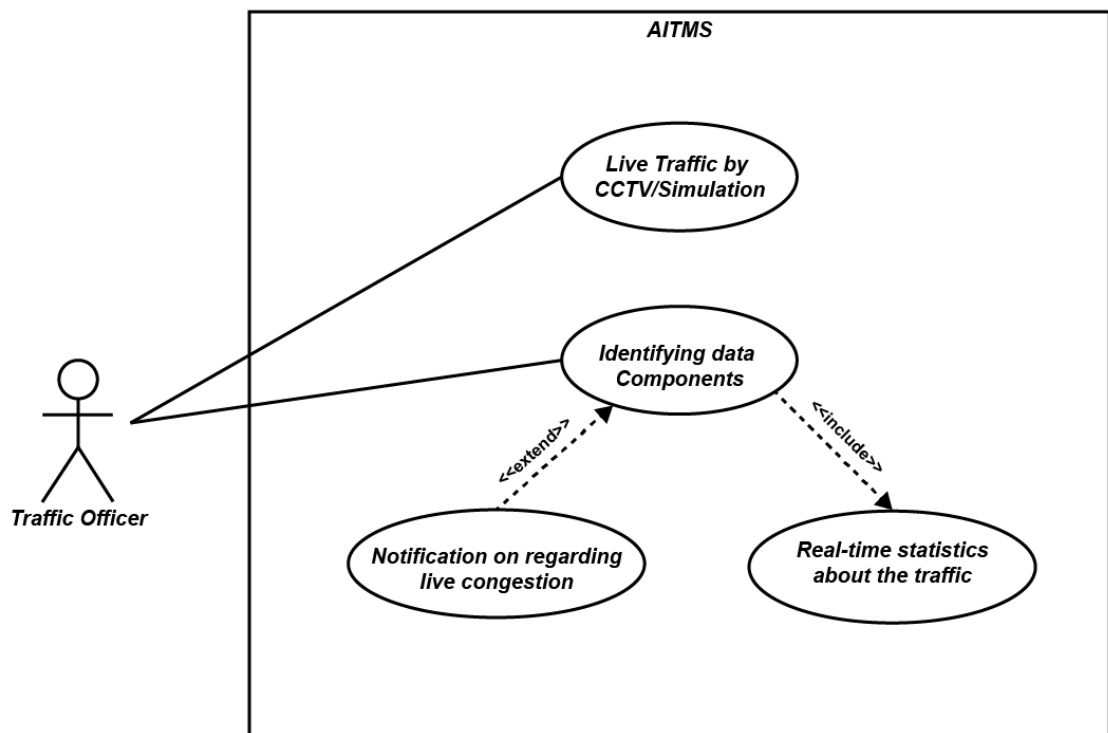 AITMS
Live Traffic by
CCTV/Simulation
Identifying data
Components
<<extend>>
<<include>>
Traffic Officer
Notification on regarding
live congestion
Real-time statistics
about the traffic